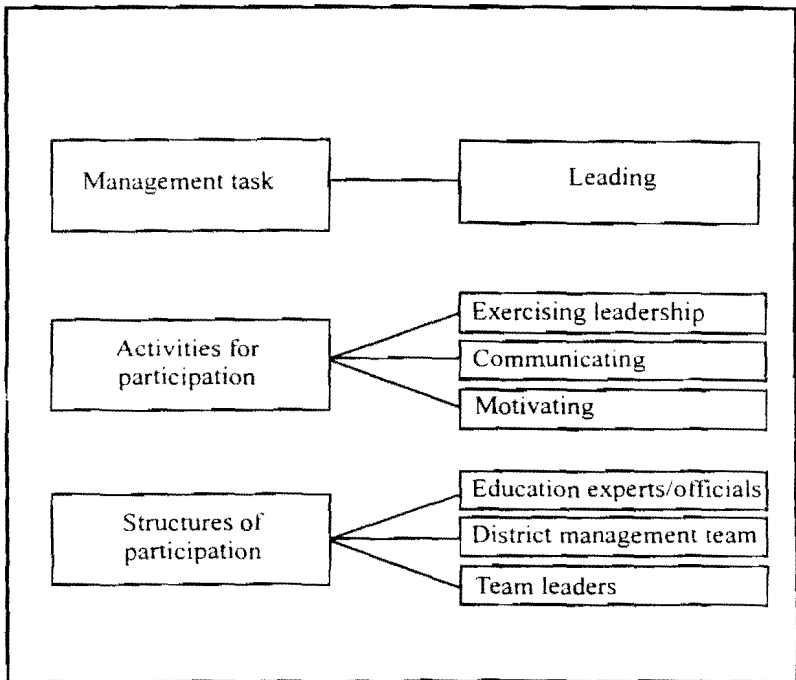 Management task
Leading
Activities for
participation
Exercising leadership
Communicating
Motivating
Structures of
participation
Education experts/officials
District management team
Team leaders